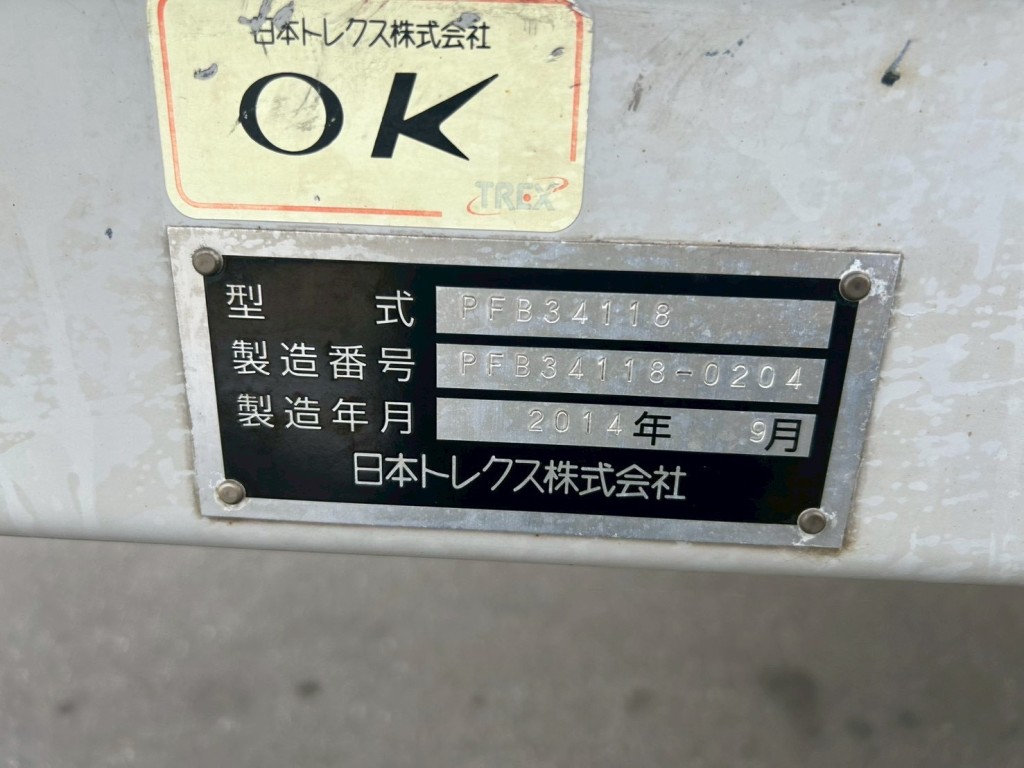 日本トレクス株式会社
OK
TREX
型式 PFB34118
製造番号 PFB34118-0204
製造年月 2014年 9月
日本トレクス株式会社